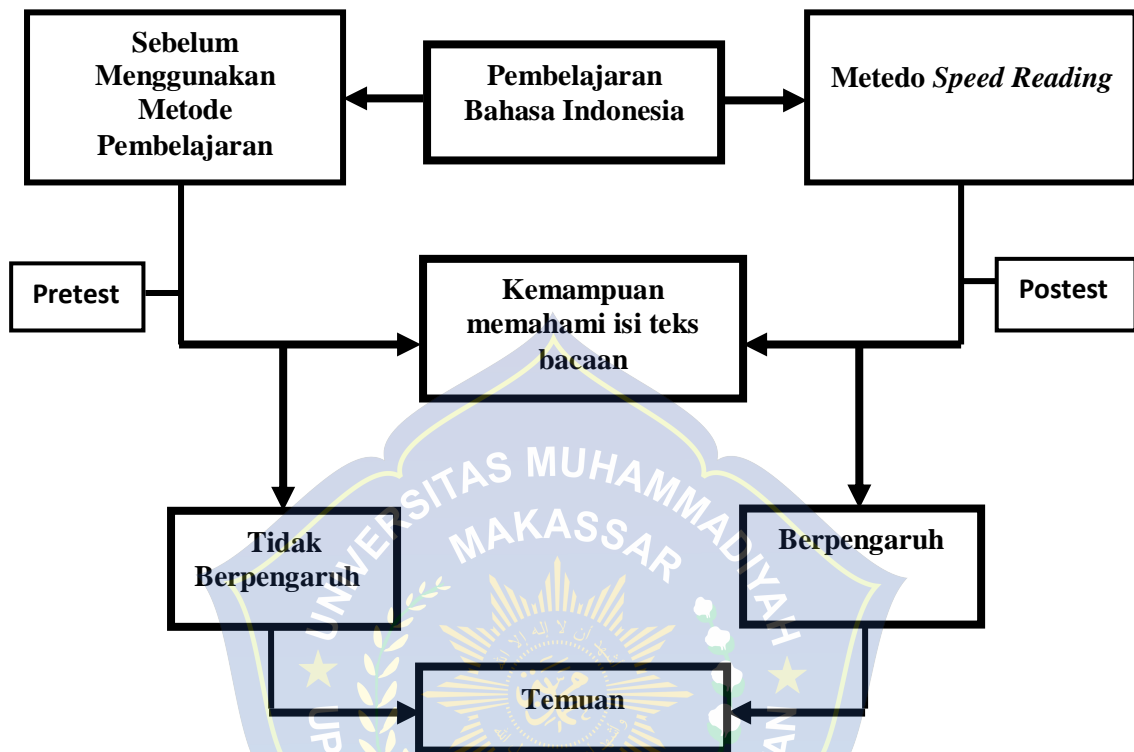 Sebelum
Menggunakan
Metode
Pembelajaran
Pembelajaran
Bahasa Indonesia
Metedo Speed Reading
Pretest
Kemampuan
memahami isi teks
bacaan
Postest
UNIVERSITAS MUHAMMADIYAH
MAKASSAR
Tidak
Berpengaruh
Berpengaruh
Temuan